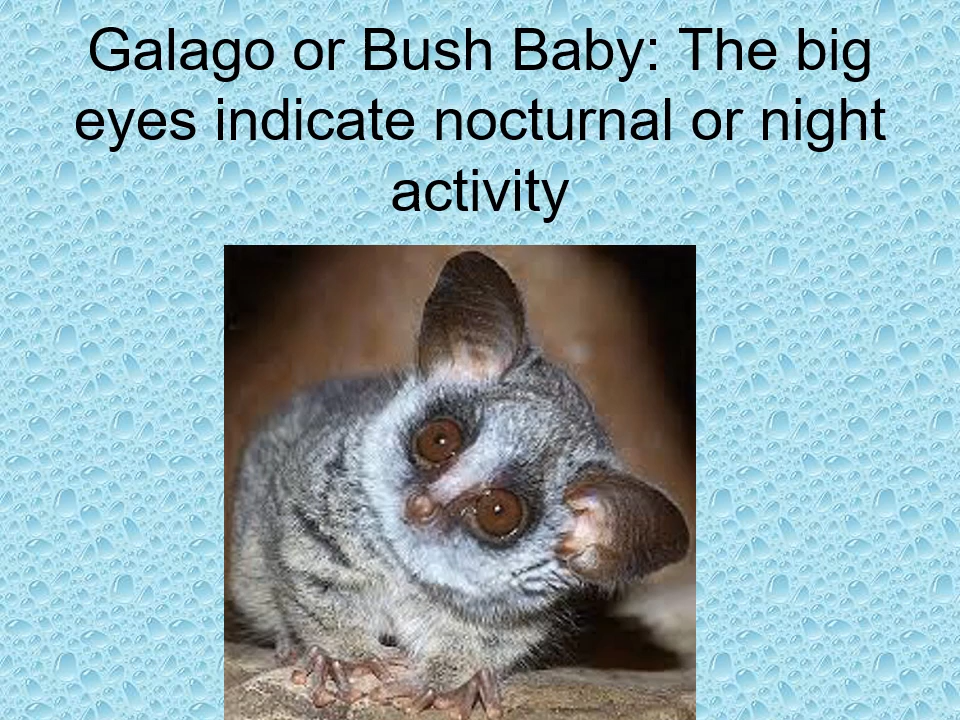 Galago or Bush Baby: The big
eyes indicate nocturnal or night
activity